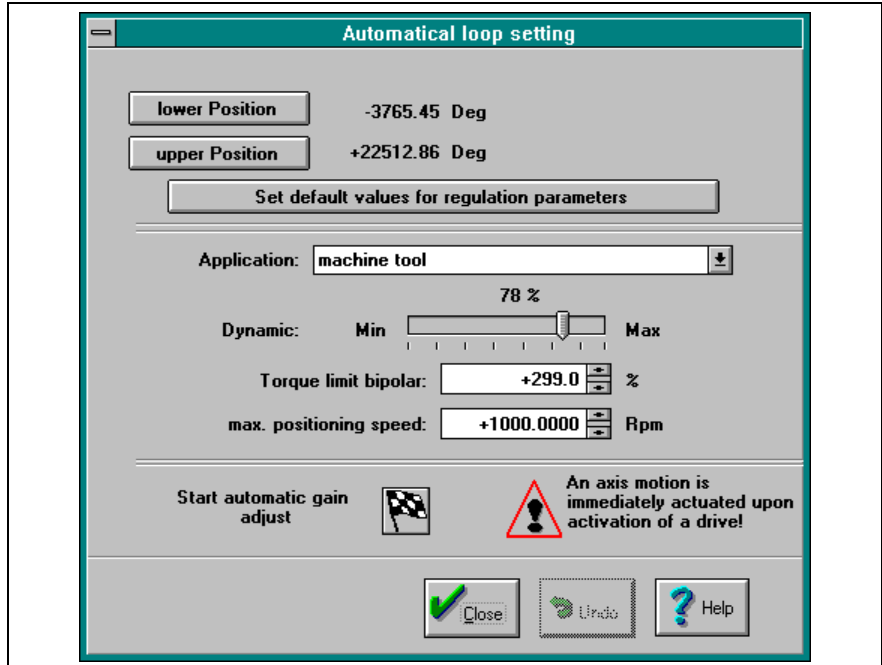 Automatical loop setting
lower Position -3765.45 Deg
upper Position +22512.86 Deg
Set default values for regulation parameters
Application: machine tool
78 %
Dynamic: Min Max
Torque limit bipolar: +299.0 %
max. positioning speed: +1000.0000 Rpm
Start automatic gain
adjust
An axis motion is
immediately actuated upon
activation of a drive!
Close Undo Help